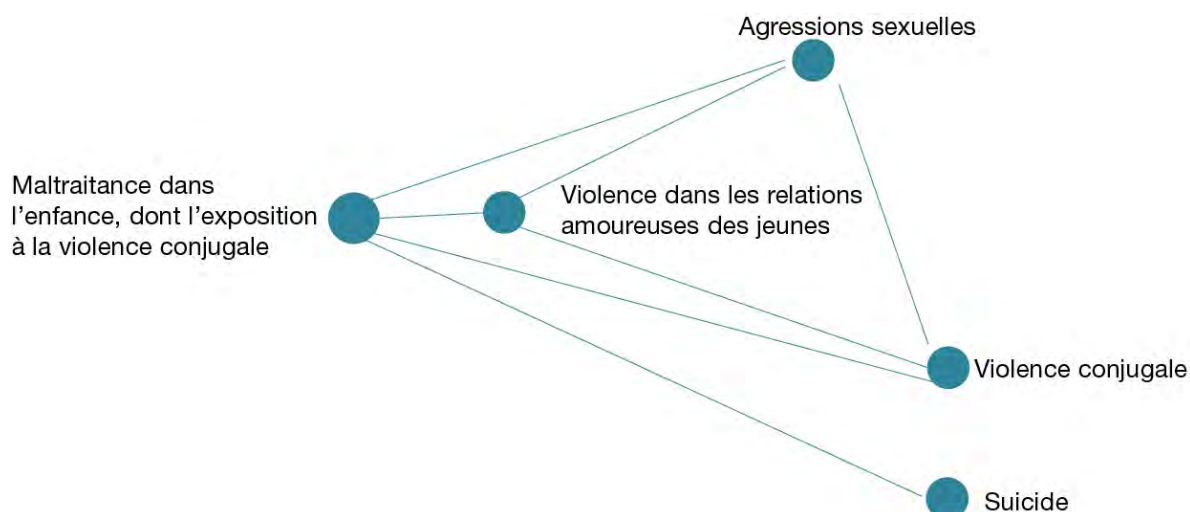 Agressions sexuelles
Maltraitance dans
l'enfance, dont l'exposition
à la violence conjugale
Violence dans les relations
amoureuses des jeunes
Violence conjugale
Suicide